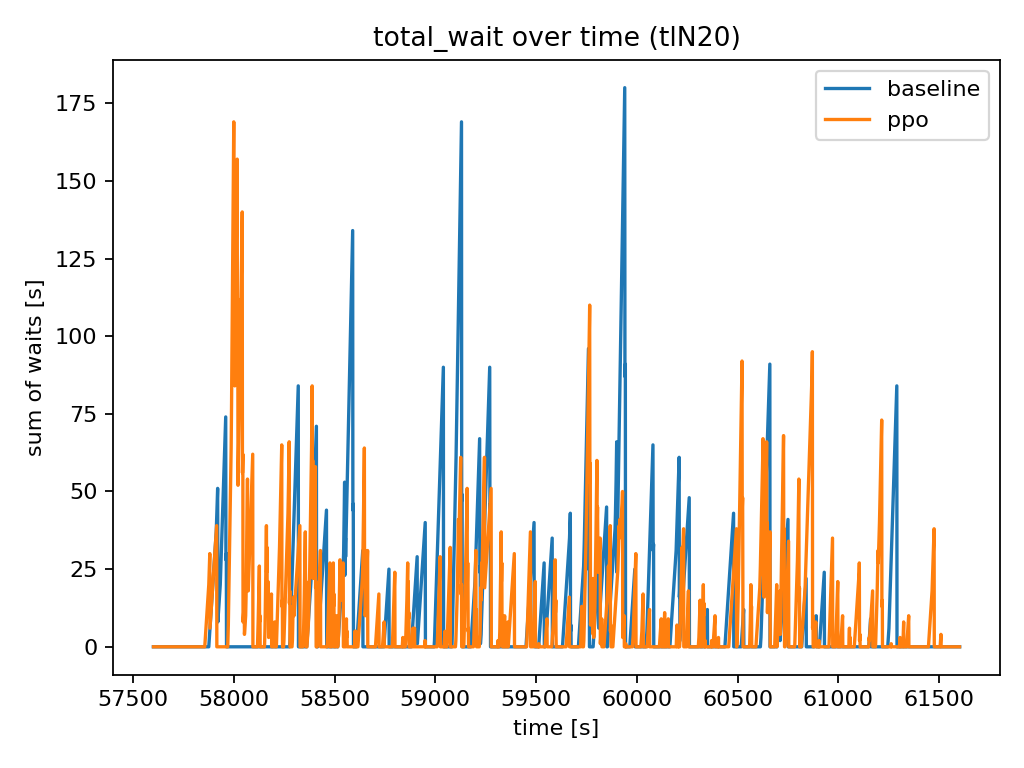 total_wait over time (tlN20)
baseline
ppo
sum of waits [s]
175
150
125
100
75
50
25
0
57500 58000 58500 59000 59500 60000 60500 61000 61500
time [s]